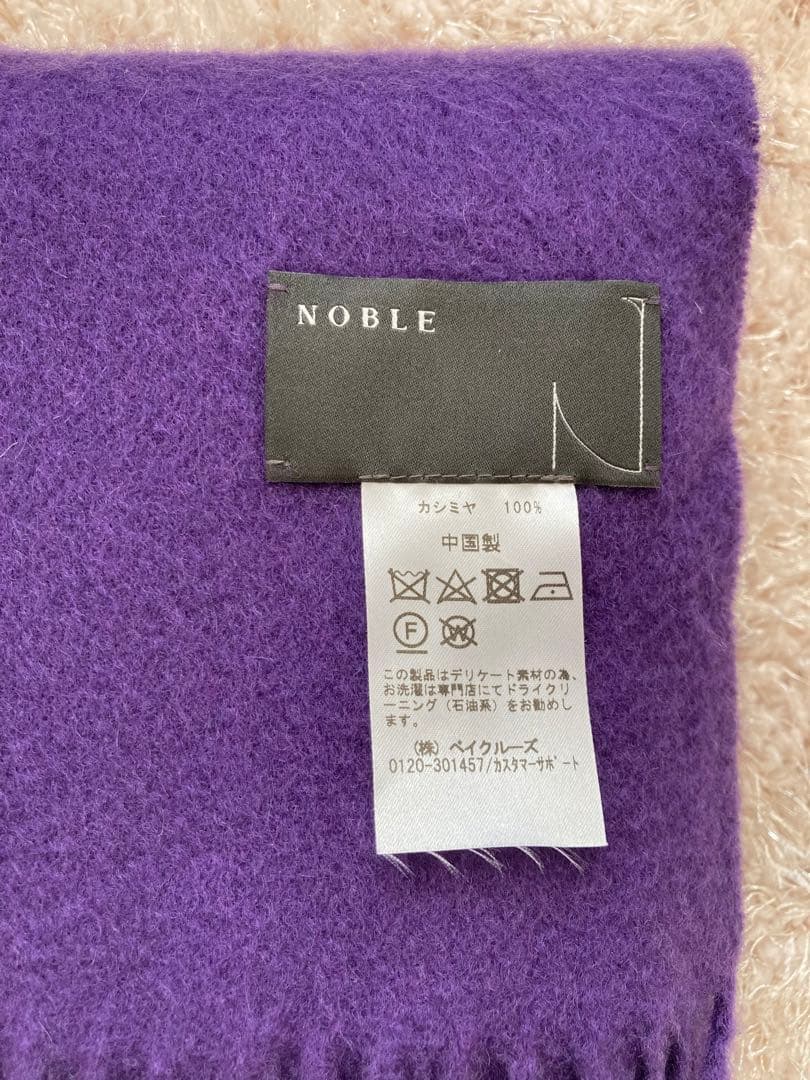 NOBLE
カシミヤ 100%
中国製
F W
この製品はデリケート素材の為、
お洗濯は専門店にてドライクリ
ーニング（石油系）をお勧めし
ます。
（株）ベイクルーズ
0120-301457/カスタマーサポート